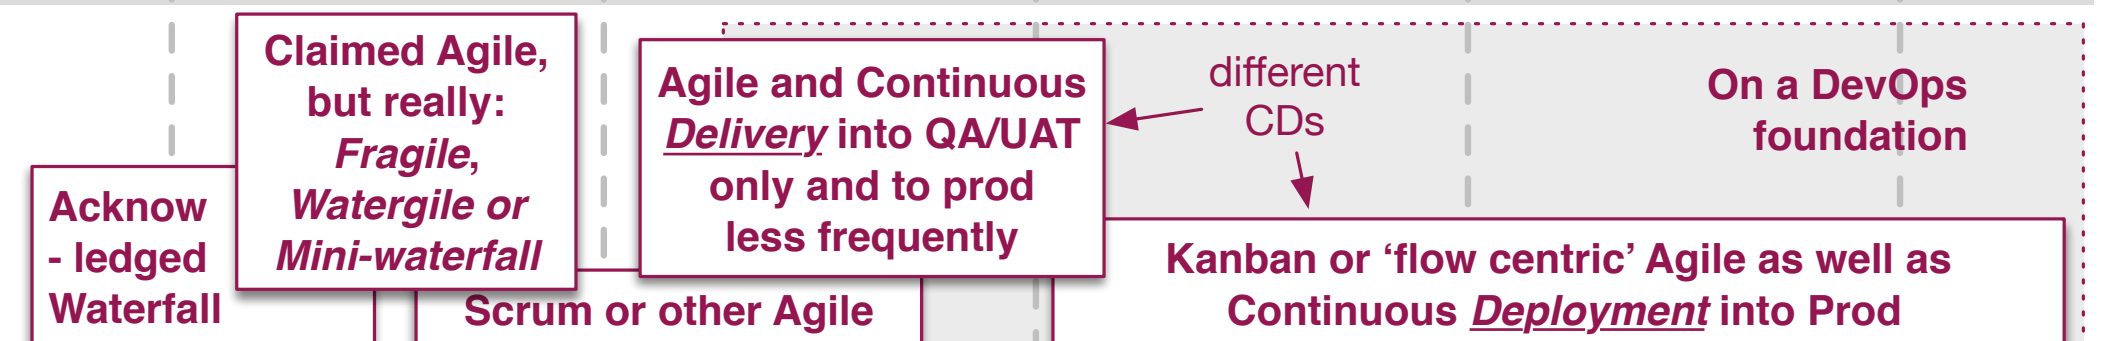 Claimed Agile,
but really:
Fragile,
Watergile or
Mini-waterfall
Acknow
- ledged
Waterfall
Agile and Continuous
Delivery into QA/UAT
only and to prod
less frequently
Scrum or other Agile
different
CDs
On a DevOps
foundation
Kanban or ‘flow centric’ Agile as well as
Continuous Deployment into Prod